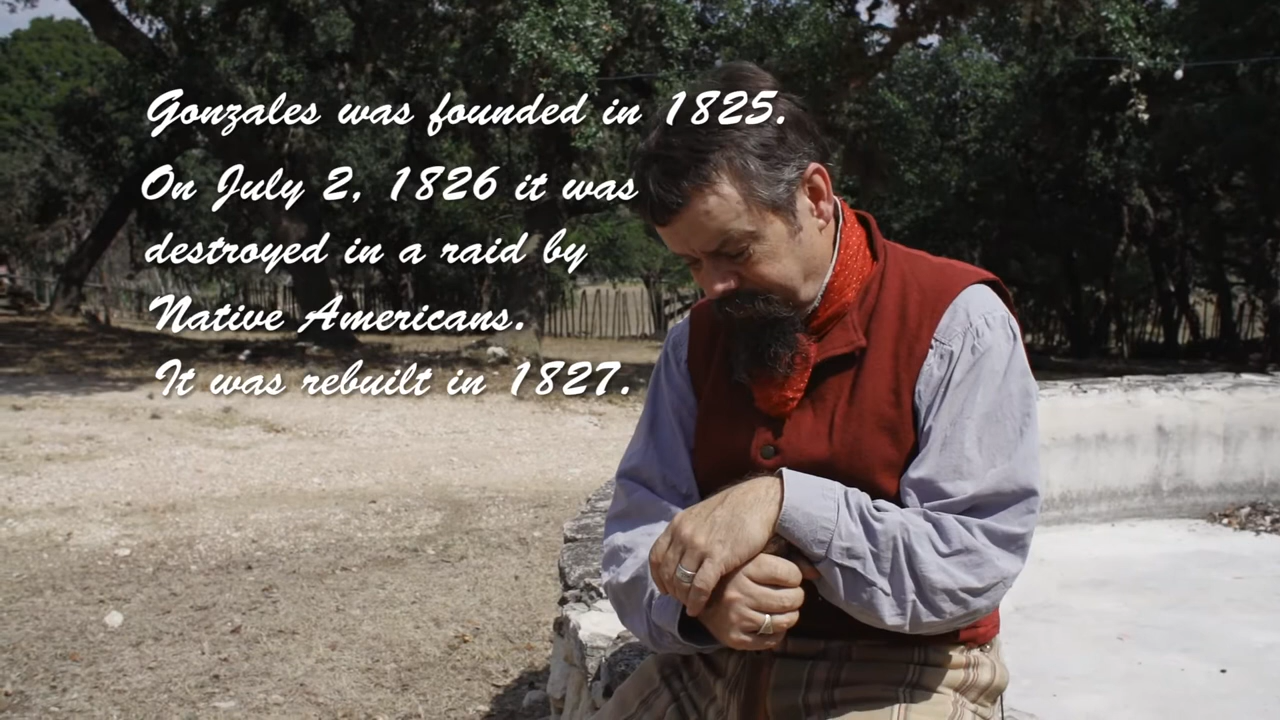 Gonzales was founded in 1825.
On July 2, 1826 it was
destroyed in a raid by
Native Americans.
It was rebuilt in 1827.